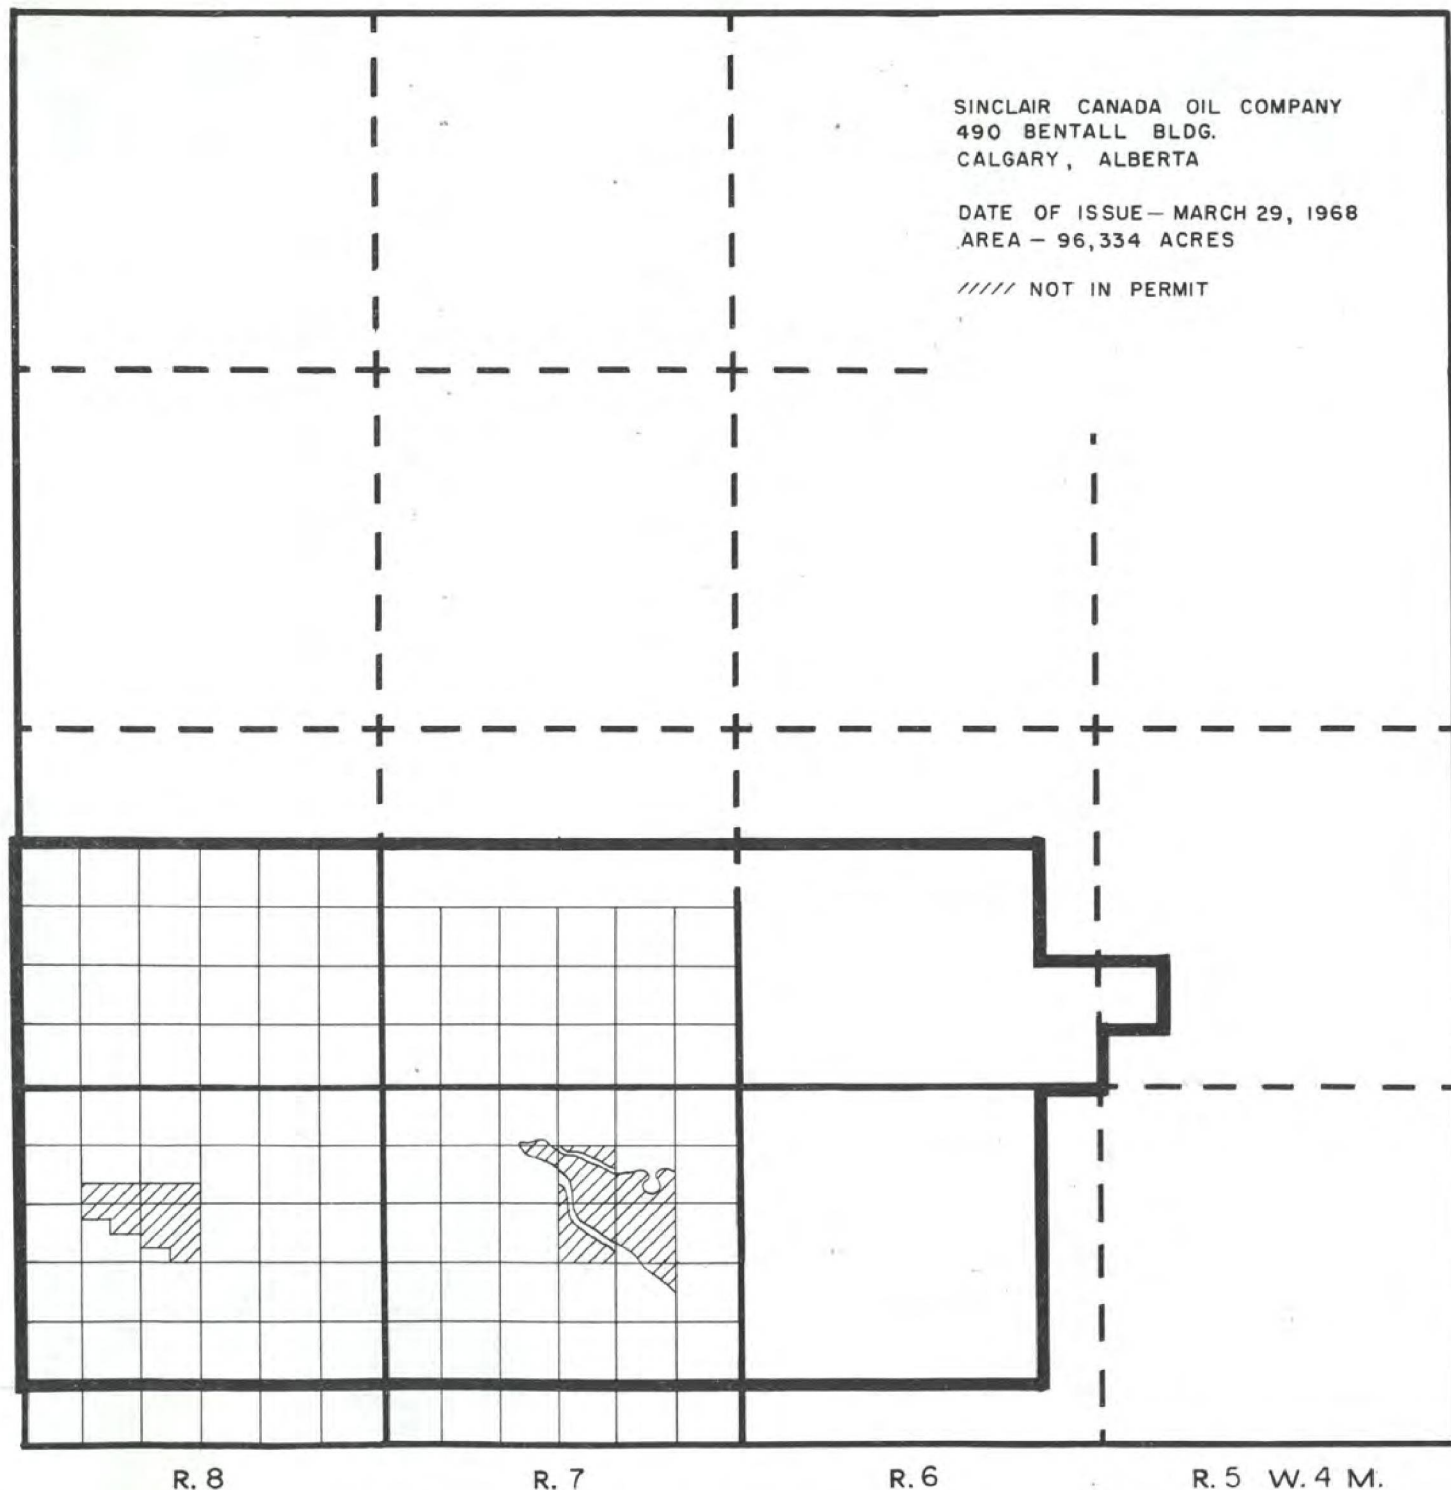 SINCLAIR CANADA OIL COMPANY
490 BENTALL BLDG.
CALGARY, ALBERTA
DATE OF ISSUE— MARCH 29, 1968
AREA — 96,334 ACRES
///// NOT IN PERMIT
R. 8 R. 7 R. 6 R. 5 W. 4 M.